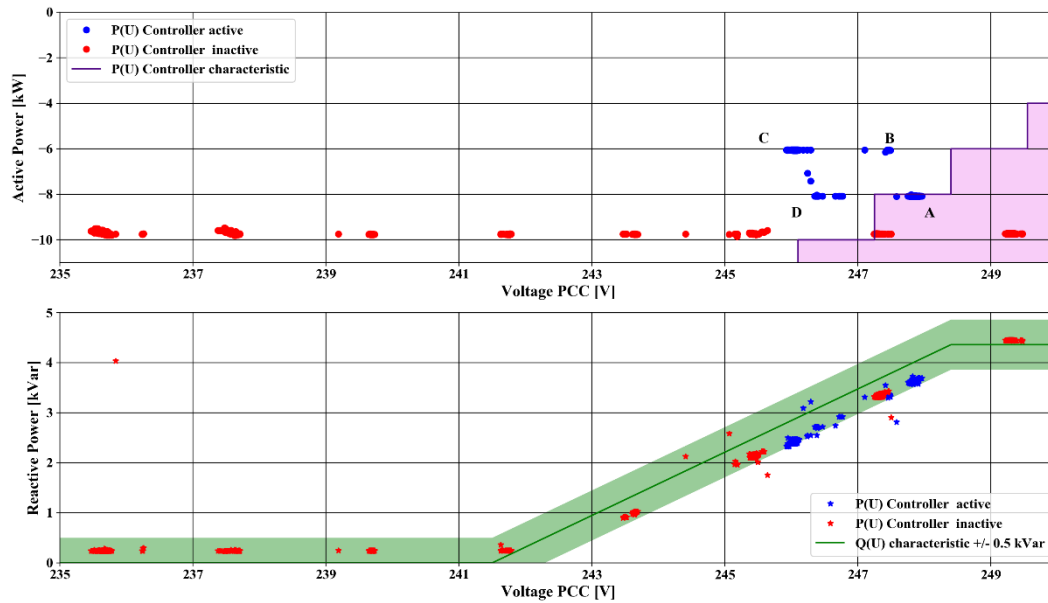 0
−2
−4
−6
−8
−10
Active Power [kW]
P(U) Controller active
P(U) Controller  inactive
P(U) Controller characteristic
C
B
D
A
235
237
239
241
243
245
247
249
Voltage PCC [V]
5
4
3
2
1
0
Reactive Power [kVar]
P(U) Controller  active
P(U) Controller  inactive
Q(U) characteristic +/- 0.5 kVar
235
237
239
241
243
245
247
249
Voltage PCC [V]